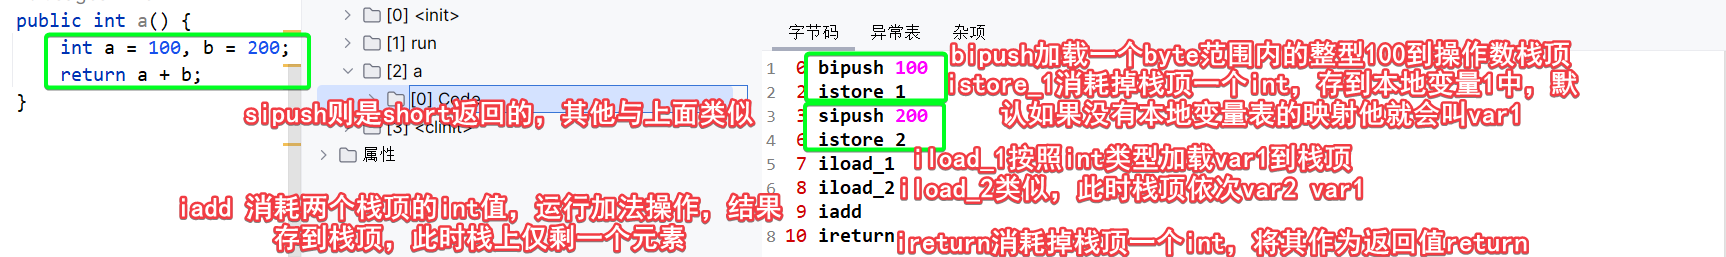 public int a() {
int a = 100, b = 200;
return a + b;
}
[0] <init>
[1] run
[2] a
[0] Code
[3] <clinit>
属性
sipush则是short返回的，其他与上面类似
iadd 消耗两个栈顶的int值，运行加法操作，结果
存到栈顶，此时栈上仅剩一个元素
字节码 异常表 杂项
1 0 bipush 100
2 2 istore_1
3 3 sipush 200
4 6 istore_2
5 7 iload_1
6 8 iload_2
7 9 iadd
8 10 ireturn
bipush加载一个byte范围内的整型100到操作数栈顶
istore_1消耗掉栈顶一个int，存到本地变量1中，默
认如果没有本地变量表的映射他就会叫var1
iload_1按照int类型加载var1到栈顶
iload_2类似，此时栈顶依次var2 var1
ireturn消耗掉栈顶一个int，将其作为返回值return